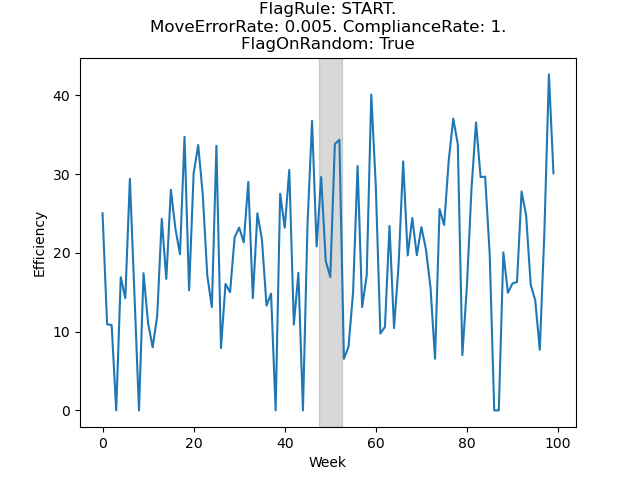 FlagRule: START.
MoveErrorRate: 0.005. ComplianceRate: 1.
FlagOnRandom: True
40
30
20
10
0
Efficiency
0 20 40 60 80 100
Week